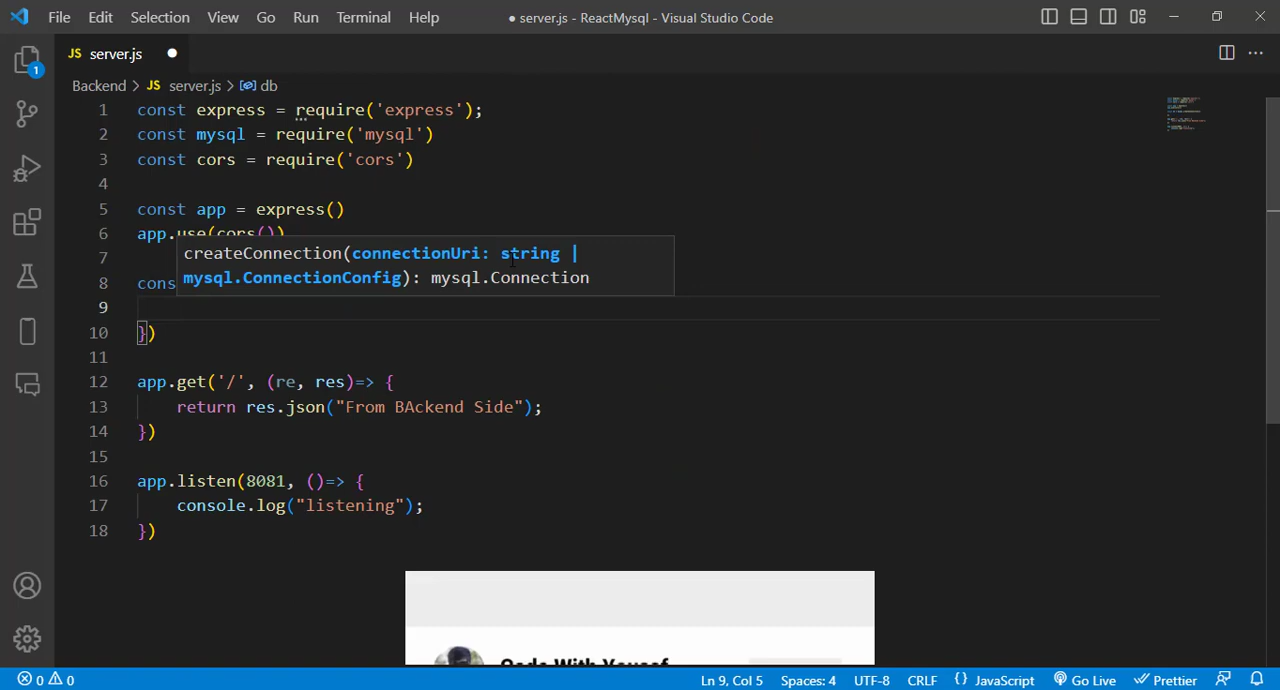 File Edit Selection View Go Run Terminal Help ● server.js - ReactMysql - Visual Studio Code
JS server.js ●
1
Backend > JS server.js > db
1 const express = require('express');
2 const mysql = require('mysql')
3 const cors = require('cors')
4
5 const app = express()
6 app.use(cors())
createConnection(connectionUri: string |
7
mysql.ConnectionConfig): mysql.Connection
8 cons
9
10 })
11
12 app.get('/', (re, res)=> {
13 return res.json("From BAckend Side");
14 })
15
16 app.listen(8081, ()=> {
17 console.log("listening");
18 })
Code With Yousaf
0 0 Ln 9, Col 5 Spaces: 4 UTF-8 CRLF {} JavaScript Go Live Prettier